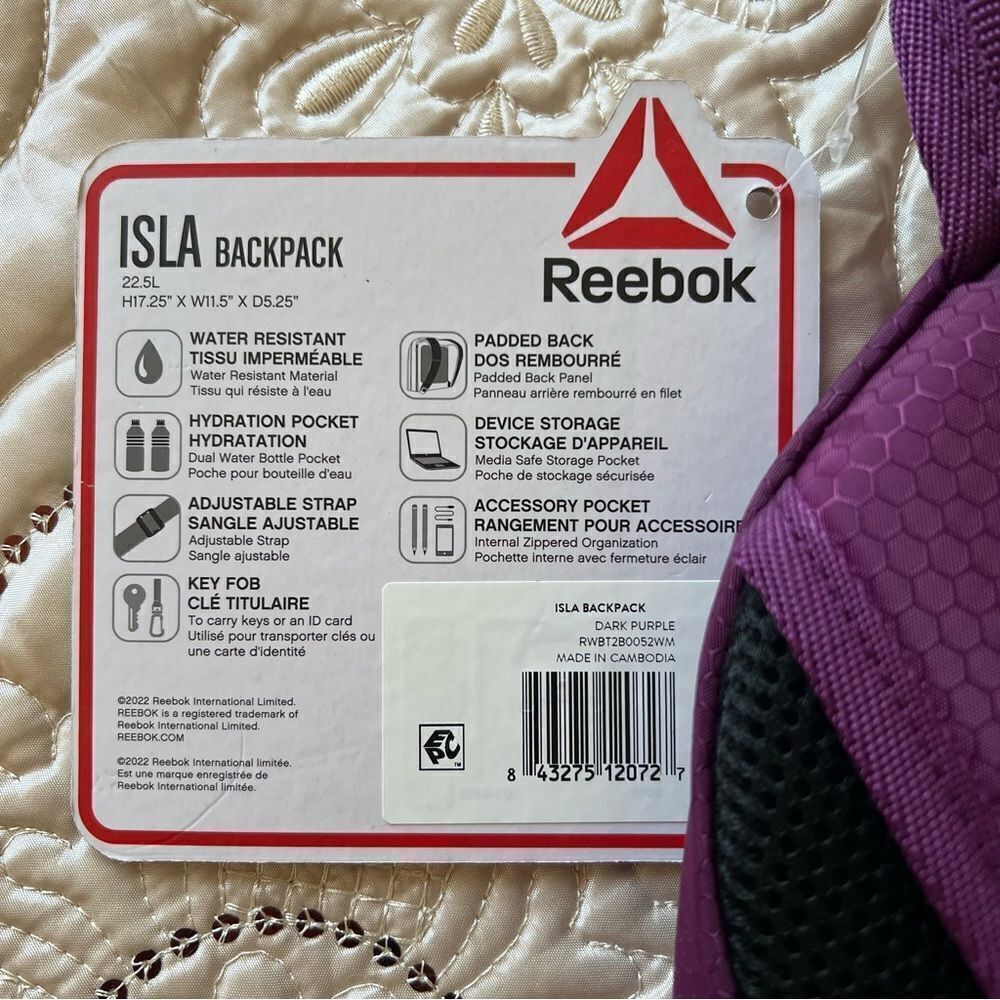 Reebok
ISLA BACKPACK
22.5L
H17.25" X W11.5" X D5.25"
WATER RESISTANT
TISSU IMPERMÉABLE
Water Resistant Material
Tissu qui résiste à l'eau
HYDRATION POCKET
HYDRATATION
Dual Water Bottle Pocket
Poche pour bouteille d'eau
ADJUSTABLE STRAP
SANGLE AJUSTABLE
Adjustable Strap
Sangle ajustable
KEY FOB
CLÉ TITULAIRE
To carry keys or an ID card
Utilisé pour transporter clés ou
une carte d'identité
PADDED BACK
DOS REMBOURRÉ
Padded Back Panel
Panneau arrière rembourré en filet
DEVICE STORAGE
STOCKAGE D'APPAREIL
Media Safe Storage Pocket
Poche de stockage sécurisée
ACCESSORY POCKET
RANGEMENT POUR ACCESSOIRE
Internal Zippered Organization
Pochette interne avec fermeture éclair
©2022 Reebok International Limited.
REEBOK is a registered trademark of
Reebok International Limited.
REEBOK.COM
©2022 Reebok International limitée.
Est une marque enregistrée de
Reebok International limitée.
ISLA BACKPACK
DARK PURPLE
RWBT2B0052WM
MADE IN CAMBODIA
EPC
TM
8 43275 12072 7